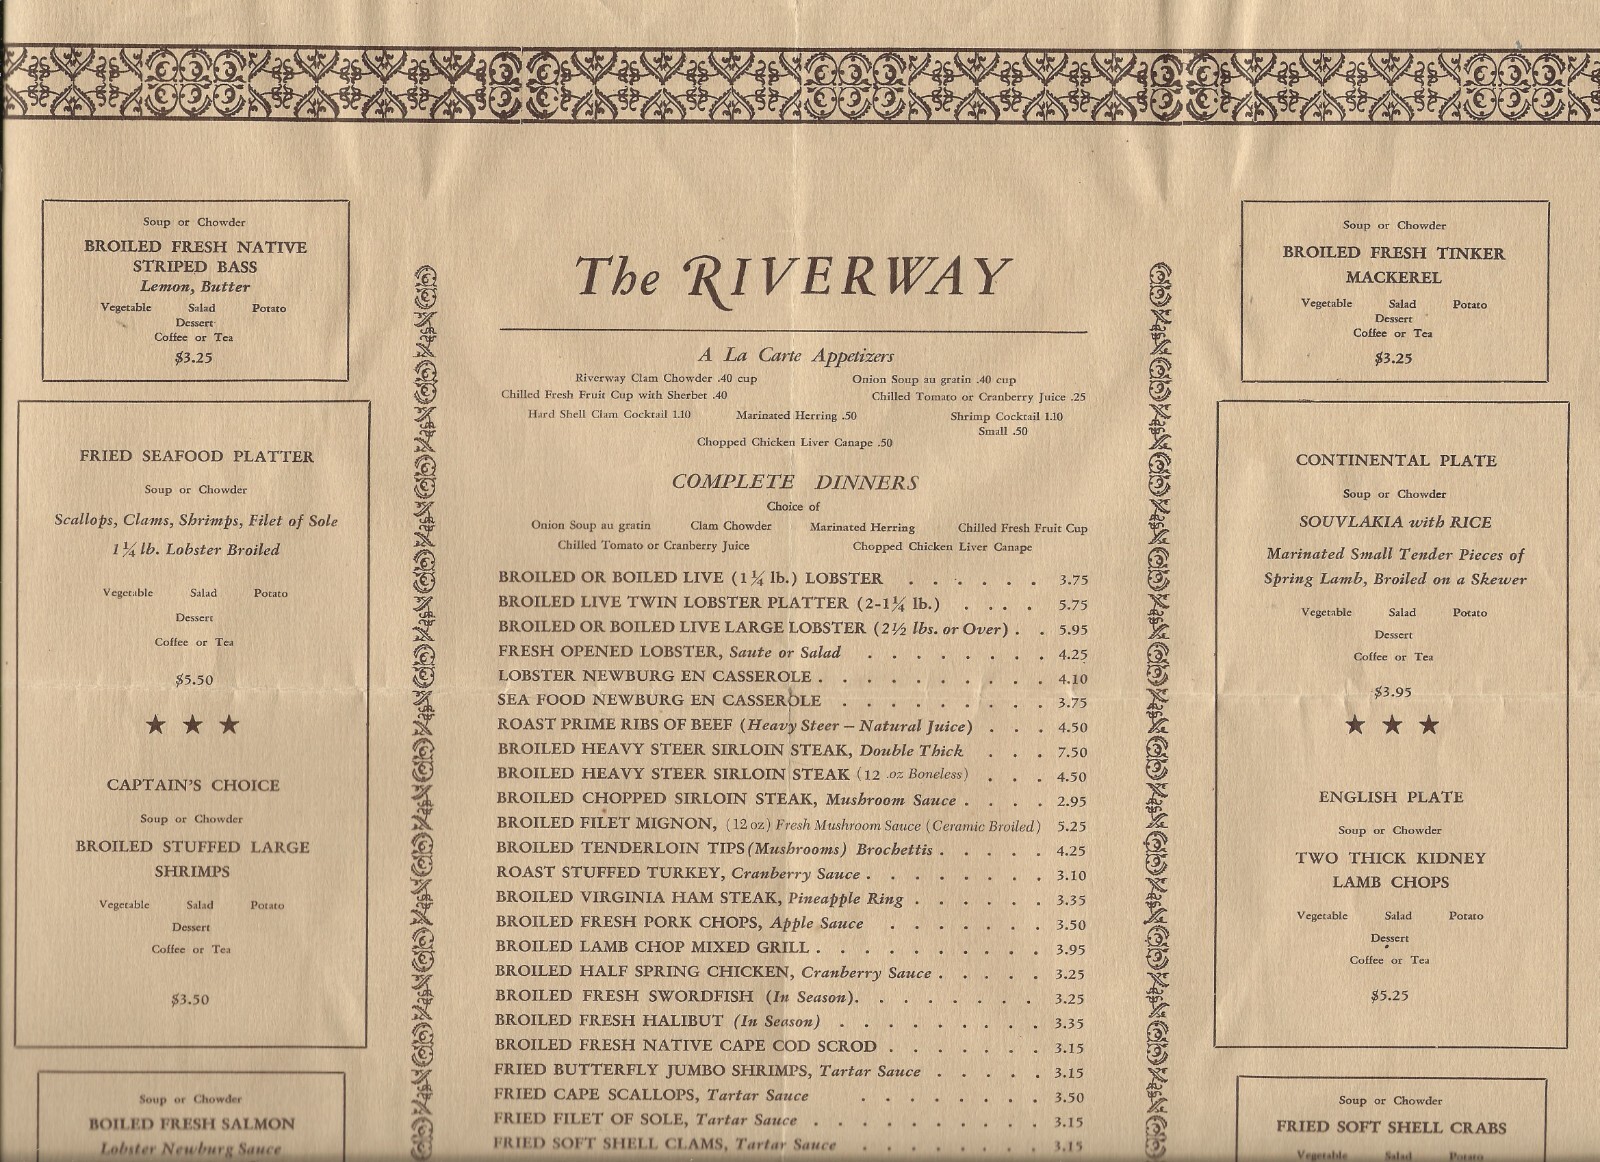 Soup or Chowder
BROILED FRESH NATIVE
STRIPED BASS
Lemon, Butter
Vegetable Salad Potato
Dessert
Coffee or Tea
$3.25
FRIED SEAFOOD PLATTER
Soup or Chowder
Scallops, Clams, Shrimps, Filet of Sole
1¼ lb. Lobster Broiled
Vegetable Salad Potato
Dessert
Coffee or Tea
$5.50
★ ★ ★
CAPTAIN'S CHOICE
Soup or Chowder
BROILED STUFFED LARGE
SHRIMPS
Vegetable Salad Potato
Dessert
Coffee or Tea
$3.50
Soup or Chowder
BOILED FRESH SALMON
Lobster Newburg Sauce
The RIVERWAY
A La Carte Appetizers
Riverway Clam Chowder .40 cup Onion Soup au gratin .40 cup
Chilled Fresh Fruit Cup with Sherbet .40 Chilled Tomato or Cranberry Juice .25
Hard Shell Clam Cocktail 1.10 Marinated Herring .50 Shrimp Cocktail 1.10
Small .50
Chopped Chicken Liver Canape .50
COMPLETE DINNERS
Choice of
Onion Soup au gratin Clam Chowder Marinated Herring Chilled Fresh Fruit Cup
Chilled Tomato or Cranberry Juice Chopped Chicken Liver Canape
BROILED OR BOILED LIVE (1¼ lb.) LOBSTER . . . . . . 3.75
BROILED LIVE TWIN LOBSTER PLATTER (2-1¼ lb.) . . . . 5.75
BROILED OR BOILED LIVE LARGE LOBSTER (2½ lbs. or Over) . . 5.95
FRESH OPENED LOBSTER, Saute or Salad . . . . . . . . 4.25
LOBSTER NEWBURG EN CASSEROLE . . . . . . . . . . 4.10
SEA FOOD NEWBURG EN CASSEROLE . . . . . . . . . 3.75
ROAST PRIME RIBS OF BEEF (Heavy Steer – Natural Juice) . . . 4.50
BROILED HEAVY STEER SIRLOIN STEAK, Double Thick . . . 7.50
BROILED HEAVY STEER SIRLOIN STEAK (12 .oz Boneless) . . . 4.50
BROILED CHOPPED SIRLOIN STEAK, Mushroom Sauce . . . . 2.95
BROILED FILET MIGNON, (12 oz) Fresh Mushroom Sauce (Ceramic Broiled) 5.25
BROILED TENDERLOIN TIPS (Mushrooms) Brochettis . . . . . 4.25
ROAST STUFFED TURKEY, Cranberry Sauce . . . . . . . . 3.10
BROILED VIRGINIA HAM STEAK, Pineapple Ring . . . . . . 3.35
BROILED FRESH PORK CHOPS, Apple Sauce . . . . . . . 3.50
BROILED LAMB CHOP MIXED GRILL . . . . . . . . . . 3.95
BROILED HALF SPRING CHICKEN, Cranberry Sauce . . . . . 3.25
BROILED FRESH SWORDFISH (In Season). . . . . . . . 3.25
BROILED FRESH HALIBUT (In Season) . . . . . . . . . 3.35
BROILED FRESH NATIVE CAPE COD SCROD . . . . . . . 3.15
FRIED BUTTERFLY JUMBO SHRIMPS, Tartar Sauce . . . . . 3.15
FRIED CAPE SCALLOPS, Tartar Sauce . . . . . . . . 3.50
FRIED FILET OF SOLE, Tartar Sauce . . . . . . . . . . 3.15
FRIED SOFT SHELL CLAMS, Tartar Sauce . . . . . . . . 3.15
Soup or Chowder
BROILED FRESH TINKER
MACKEREL
Vegetable Salad Potato
Dessert
Coffee or Tea
$3.25
CONTINENTAL PLATE
Soup or Chowder
SOUVLAKIA with RICE
Marinated Small Tender Pieces of
Spring Lamb, Broiled on a Skewer
Vegetable Salad Potato
Dessert
Coffee or Tea
$3.95
★ ★ ★
ENGLISH PLATE
Soup or Chowder
TWO THICK KIDNEY
LAMB CHOPS
Vegetable Salad Potato
Dessert
Coffee or Tea
$5.25
Soup or Chowder
FRIED SOFT SHELL CRABS
Vegetable Salad Potato